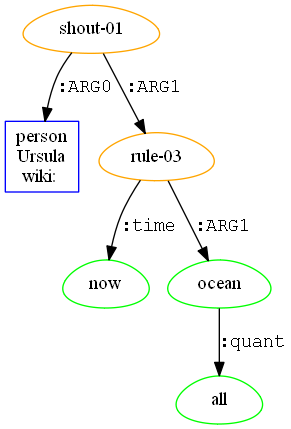 shout-01
:ARG0 :ARG1
person
Ursula
wiki:
rule-03
:time :ARG1
now ocean
:quant
all